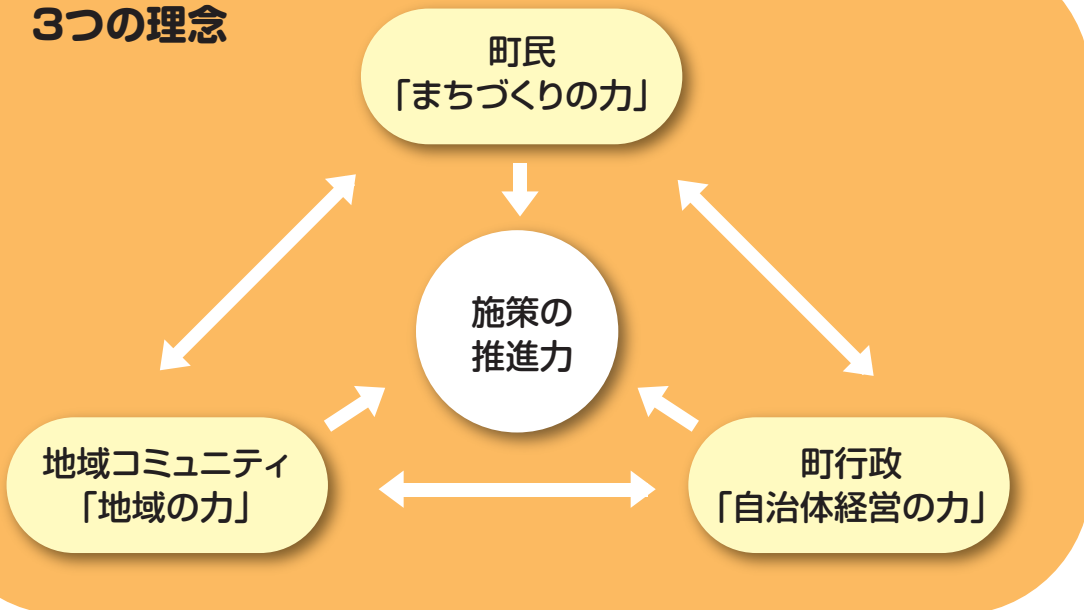 3つの理念
町民
「まちづくりの力」
施策の
推進力
地域コミュニティ
「地域の力」
町行政
「自治体経営の力」